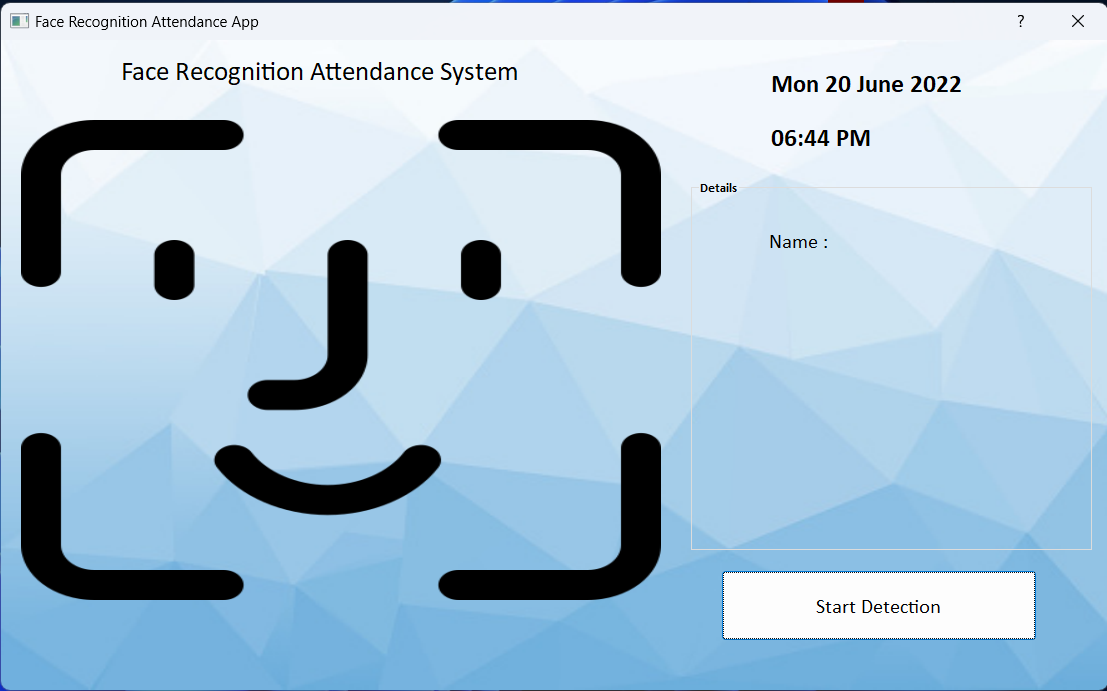 Face Recognition Attendance App
?
Face Recognition Attendance System
Mon 20 June 2022
06:44 PM
Details
Name :
Start Detection